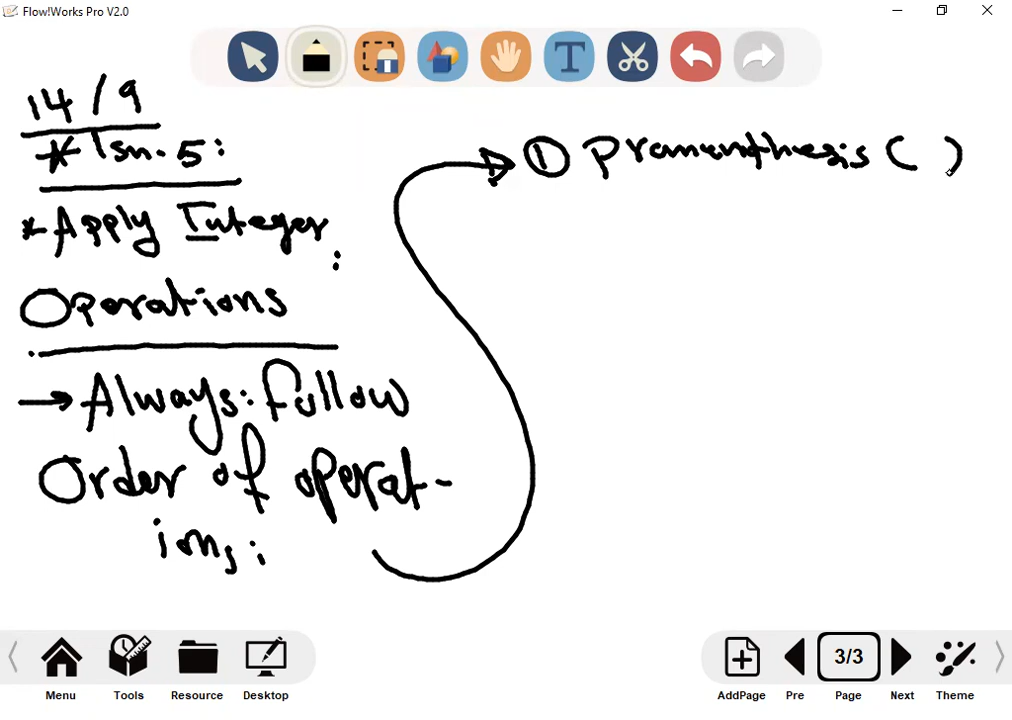 Flow!Works Pro V2.0
14/9
* lsn. 5:
* Apply Integer:
Operations
→ Always: follow
Order of operat-
ions:
① Pramenthesis ( )
Menu
Tools
Resource
Desktop
AddPage
Pre
3/3
Page
Next
Theme